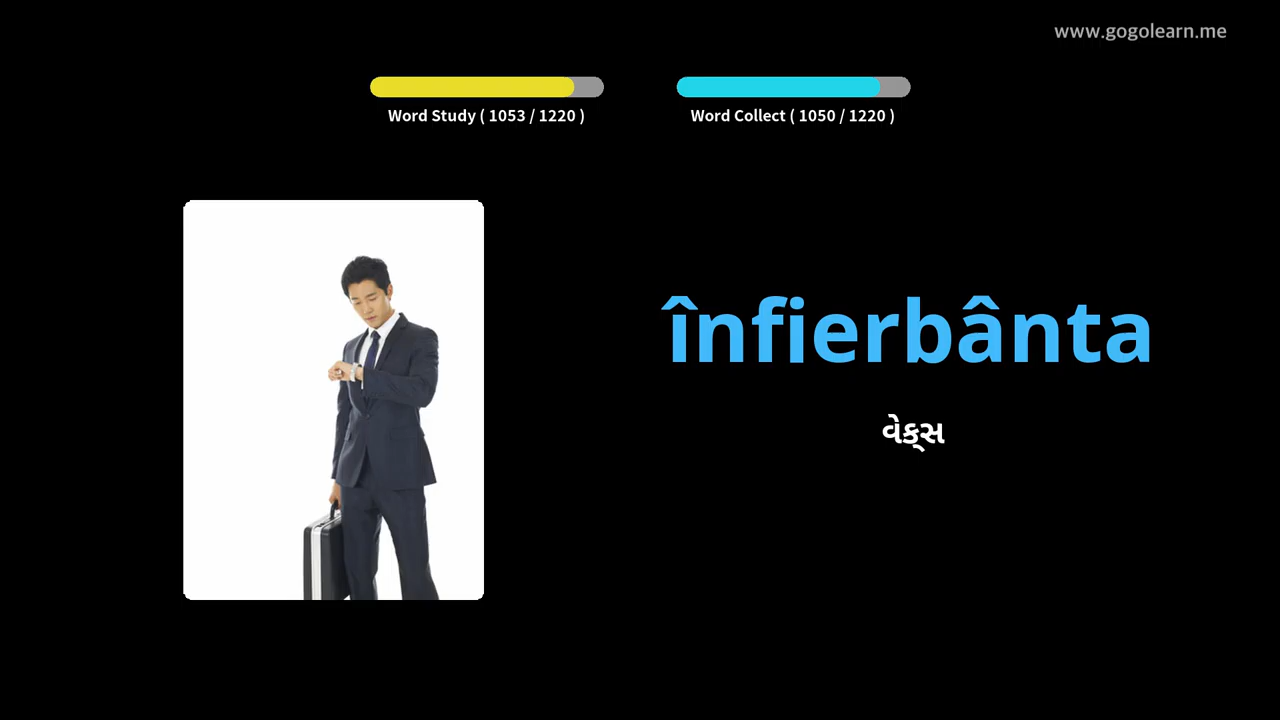 www.gogolearn.me
Word Study ( 1053 / 1220 )
Word Collect ( 1050 / 1220 )
înfierbânta
વેક્સ